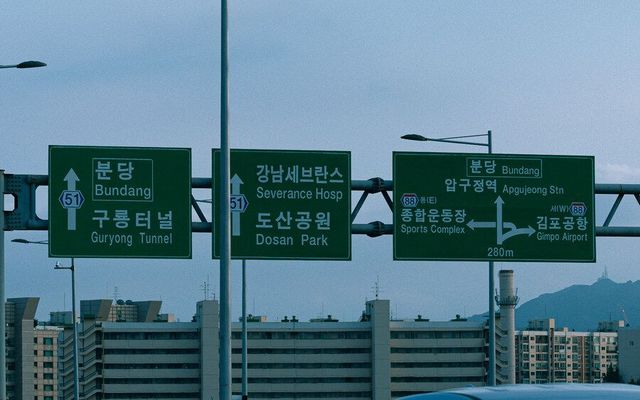 분당
Bundang
51
구룡터널
Guryong Tunnel
강남세브란스
Severance Hosp
51
도산공원
Dosan Park
분당 Bundang
압구정역 Apgujeong Stn
88 동(E)
종합운동장
Sports Complex
서(W) 88
김포공항
Gimpo Airport
280m